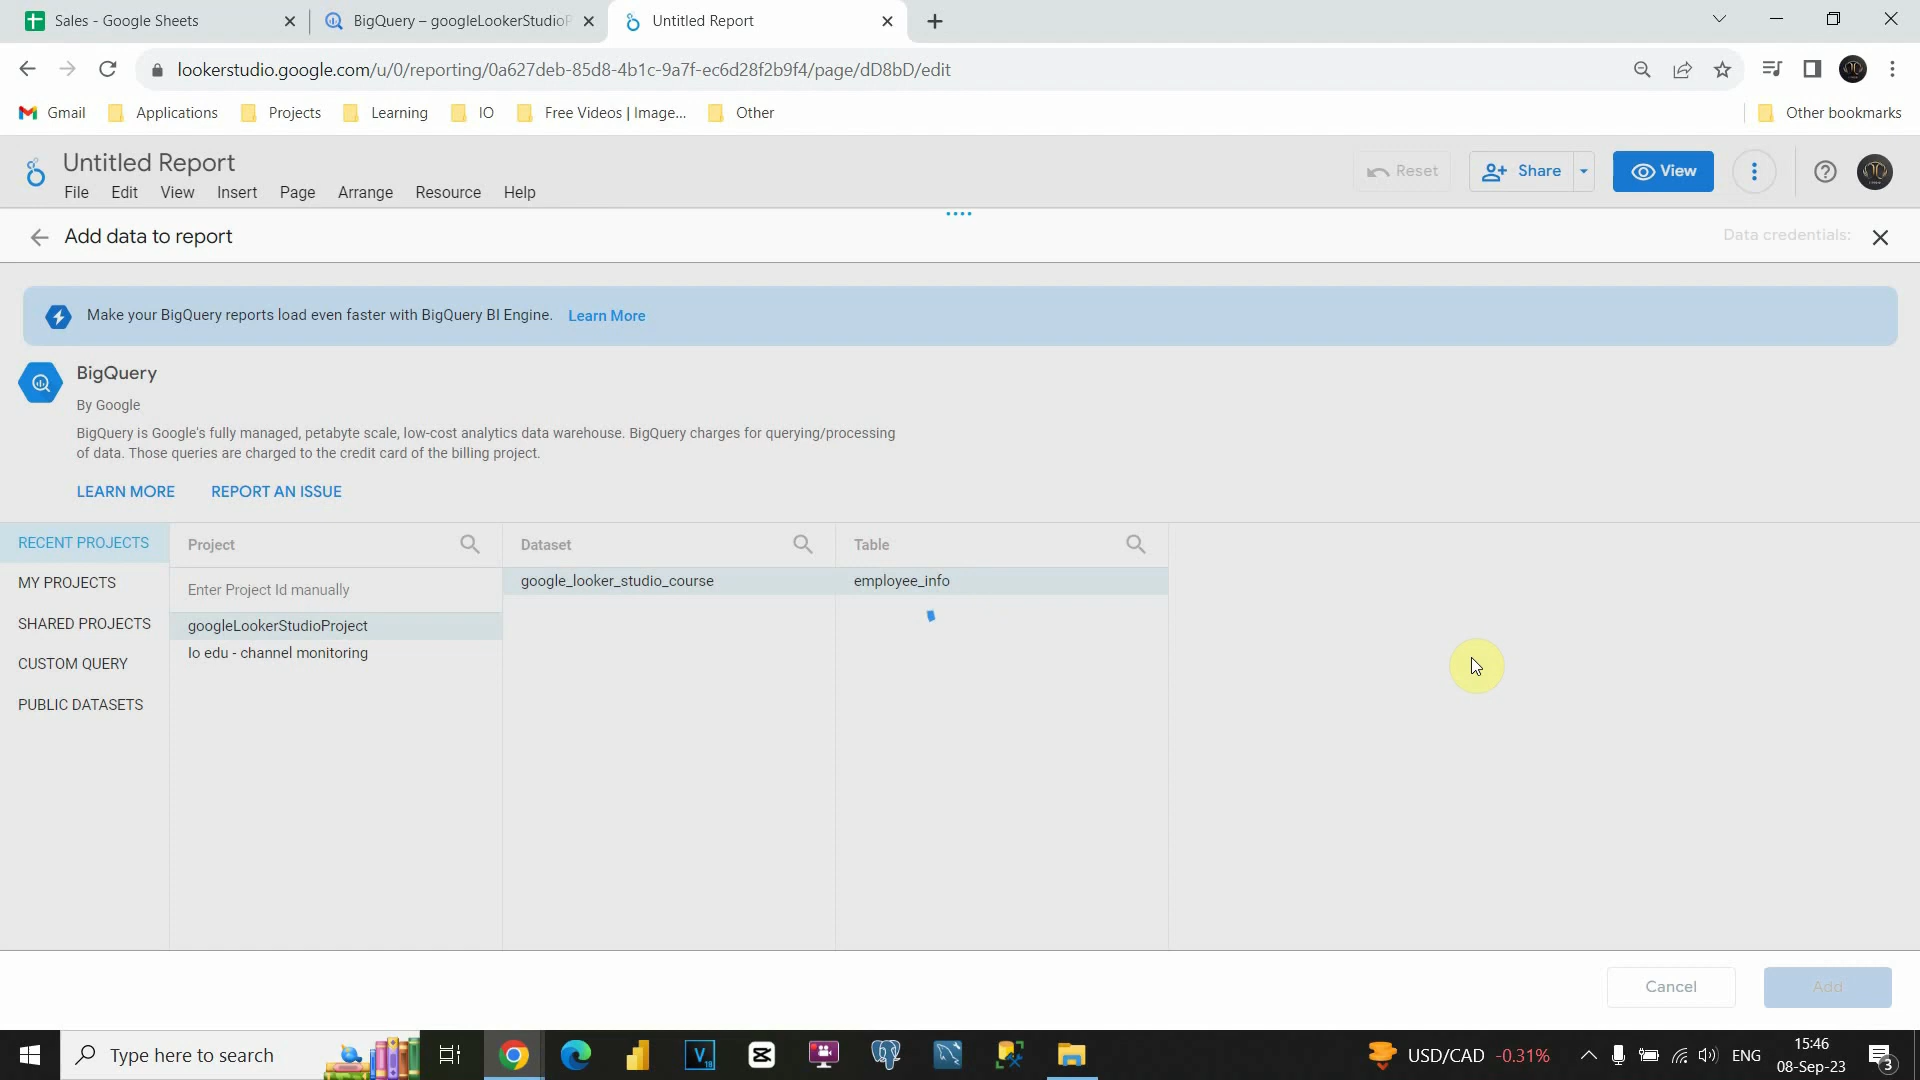 Sales - Google Sheets
BigQuery – googleLookerStudioP
Untitled Report
lookerstudio.google.com/u/0/reporting/0a627deb-85d8-4b1c-9a7f-ec6d28f2b9f4/page/dD8bD/edit
Gmail
Applications
Projects
Learning
IO
Free Videos | Image...
Other
Other bookmarks
Untitled Report
File
Edit
View
Insert
Page
Arrange
Resource
Help
Reset
Share
View
Add data to report
Data credentials:
Make your BigQuery reports load even faster with BigQuery BI Engine. Learn More
BigQuery
By Google
BigQuery is Google's fully managed, petabyte scale, low-cost analytics data warehouse. BigQuery charges for querying/processing
of data. Those queries are charged to the credit card of the billing project.
LEARN MORE
REPORT AN ISSUE
RECENT PROJECTS
MY PROJECTS
SHARED PROJECTS
CUSTOM QUERY
PUBLIC DATASETS
Project
Enter Project Id manually
googleLookerStudioProject
Io edu - channel monitoring
Dataset
google_looker_studio_course
Table
employee_info
Cancel
Add
Type here to search
USD/CAD -0.31%
ENG
15:46
08-Sep-23
3